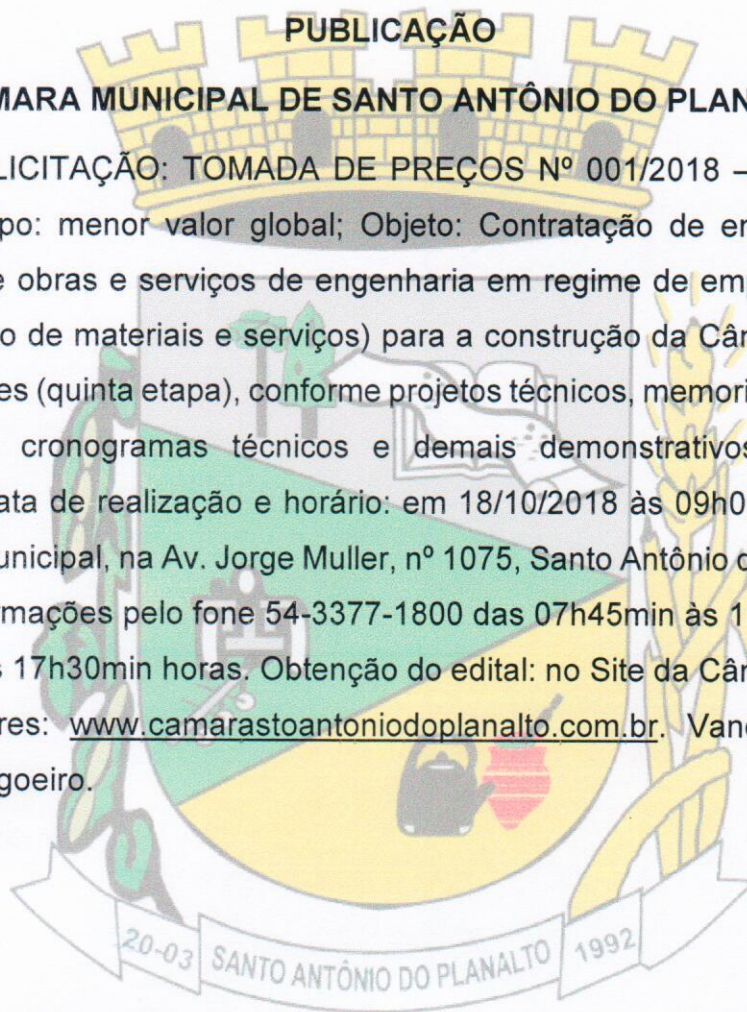 PUBLICAÇÃO
MARA MUNICIPAL DE SANTO ANTÔNIO DO PLAN
LICITAÇÃO: TOMADA DE PREÇOS Nº 001/2018 –
po: menor valor global; Objeto: Contratação de e
e obras e serviços de engenharia em regime de em
o de materiais e serviços) para a construção da Câ
es (quinta etapa), conforme projetos técnicos, memori
cronogramas técnicos e demais demonstrativos
ata de realização e horário: em 18/10/2018 às 09h0
unicipal, na Av. Jorge Muller, nº 1075, Santo Antônio
rmações pelo fone 54-3377-1800 das 07h45min às 1
s 17h30min horas. Obtenção do edital: no Site da Câ
res: www.camarastoantoniodoplanalto.com.br. Van
goeiro.
20-03 SANTO ANTÔNIO DO PLANALTO 1992